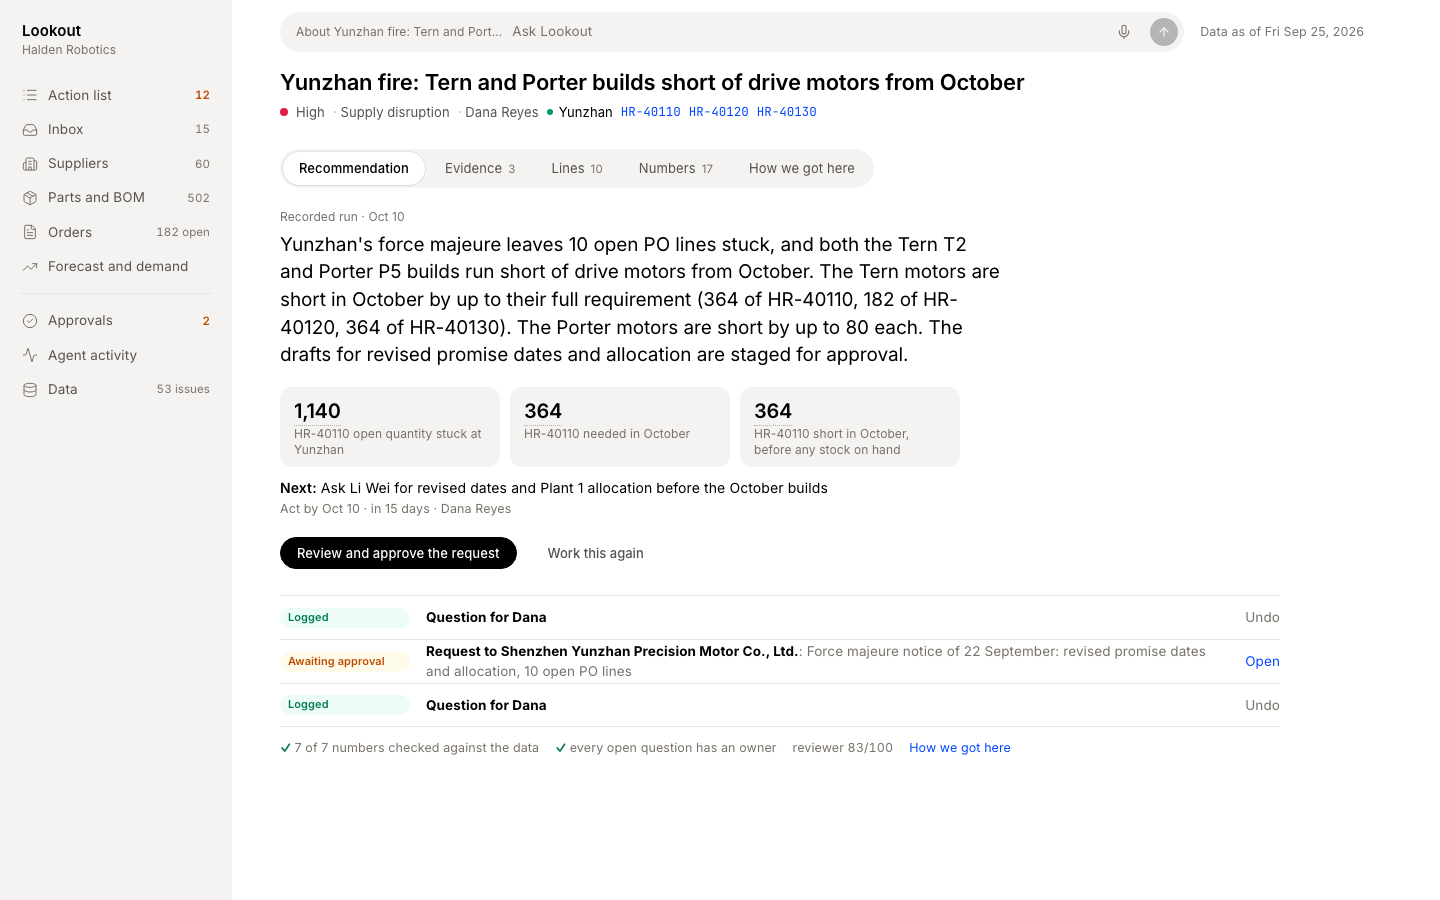 Lookout
Halden Robotics
Action list 12
Inbox 15
Suppliers 60
Parts and BOM 502
Orders 182 open
Forecast and demand
Approvals 2
Agent activity
Data 53 issues
About Yunzhan fire: Tern and Port... Ask Lookout
Data as of Fri Sep 25, 2026
Yunzhan fire: Tern and Porter builds short of drive motors from October
High · Supply disruption · Dana Reyes Yunzhan HR-40110 HR-40120 HR-40130
Recommendation Evidence 3 Lines 10 Numbers 17 How we got here
Recorded run · Oct 10
Yunzhan's force majeure leaves 10 open PO lines stuck, and both the Tern T2
and Porter P5 builds run short of drive motors from October. The Tern motors are
short in October by up to their full requirement (364 of HR-40110, 182 of HR-
40120, 364 of HR-40130). The Porter motors are short by up to 80 each. The
drafts for revised promise dates and allocation are staged for approval.
1,140
HR-40110 open quantity stuck at
Yunzhan
364
HR-40110 needed in October
364
HR-40110 short in October,
before any stock on hand
Next: Ask Li Wei for revised dates and Plant 1 allocation before the October builds
Act by Oct 10 · in 15 days · Dana Reyes
Review and approve the request Work this again
Logged Question for Dana Undo
Awaiting approval Request to Shenzhen Yunzhan Precision Motor Co., Ltd.: Force majeure notice of 22 September: revised promise dates
and allocation, 10 open PO lines Open
Logged Question for Dana Undo
7 of 7 numbers checked against the data every open question has an owner reviewer 83/100 How we got here